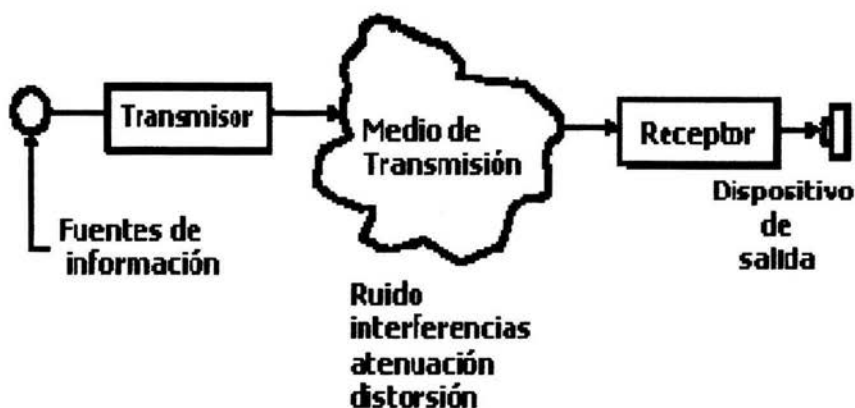 Transmisor
Medio de
Transmisión
Receptor
Dispositivo
de
salida
Fuentes de
información
Ruido
interferencias
atenuación
distorsión